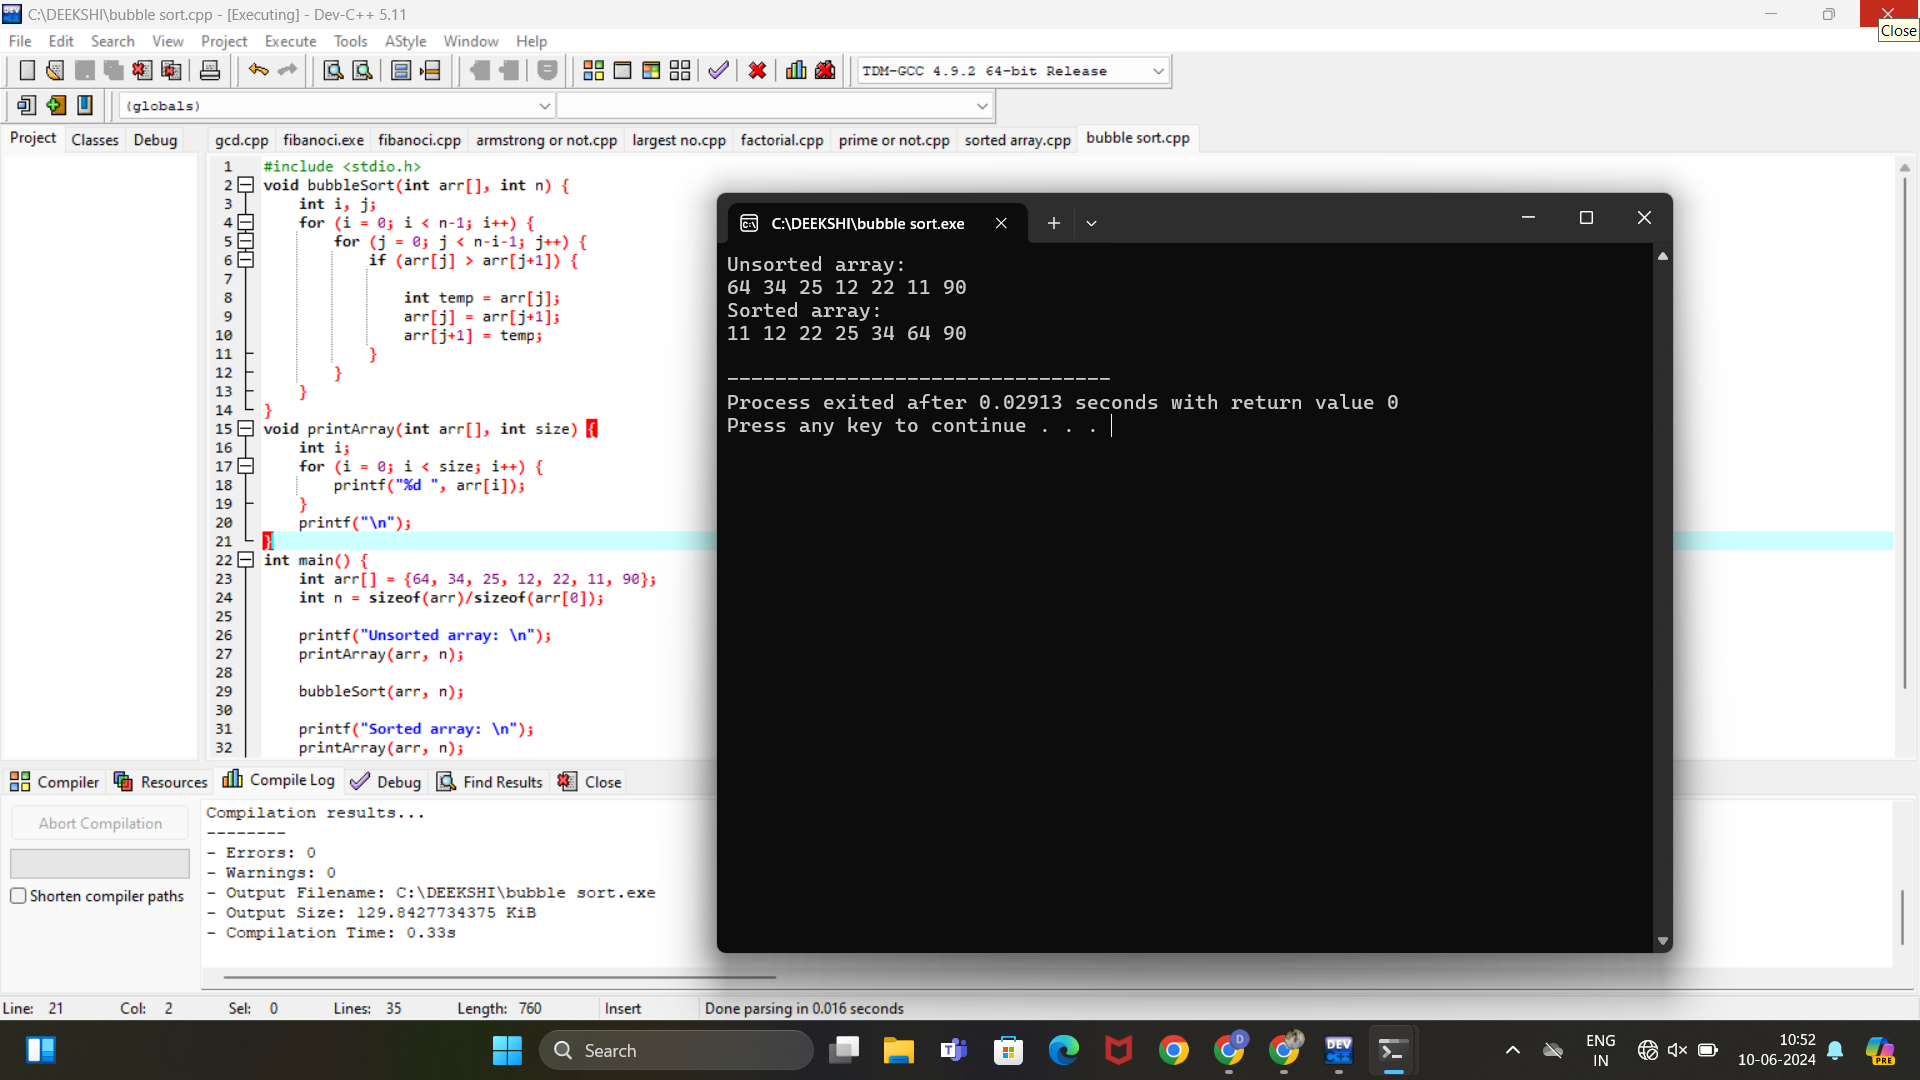 C:\DEEKSHI\bubble sort.cpp - [Executing] - Dev-C++ 5.11
Close
File Edit Search View Project Execute Tools AStyle Window Help
TDM-GCC 4.9.2 64-bit Release
(globals)
Project Classes Debug
gcd.cpp fibanoci.exe fibanoci.cpp armstrong or not.cpp largest no.cpp factorial.cpp prime or not.cpp sorted array.cpp bubble sort.cpp
1 #include <stdio.h>
2 void bubbleSort(int arr[], int n) {
3 int i, j;
4 for (i = 0; i < n-1; i++) {
5 for (j = 0; j < n-i-1; j++) {
6 if (arr[j] > arr[j+1]) {
7
8 int temp = arr[j];
9 arr[j] = arr[j+1];
10 arr[j+1] = temp;
11 }
12 }
13 }
14 }
15 void printArray(int arr[], int size) {
16 int i;
17 for (i = 0; i < size; i++) {
18 printf("%d ", arr[i]);
19 }
20 printf("\n");
21 }
22 int main() {
23 int arr[] = {64, 34, 25, 12, 22, 11, 90};
24 int n = sizeof(arr)/sizeof(arr[0]);
25
26 printf("Unsorted array: \n");
27 printArray(arr, n);
28
29 bubbleSort(arr, n);
30
31 printf("Sorted array: \n");
32 printArray(arr, n);
C:\DEEKSHI\bubble sort.exe
Unsorted array:
64 34 25 12 22 11 90
Sorted array:
11 12 22 25 34 64 90
--------------------------------
Process exited after 0.02913 seconds with return value 0
Press any key to continue . . .
Compiler Resources Compile Log Debug Find Results Close
Abort Compilation
Shorten compiler paths
Compilation results...
--------
- Errors: 0
- Warnings: 0
- Output Filename: C:\DEEKSHI\bubble sort.exe
- Output Size: 129.8427734375 KiB
- Compilation Time: 0.33s
Line: 21 Col: 2 Sel: 0 Lines: 35 Length: 760 Insert Done parsing in 0.016 seconds
Search
DEV
D
T
ENG
IN
10:52
10-06-2024
PRE